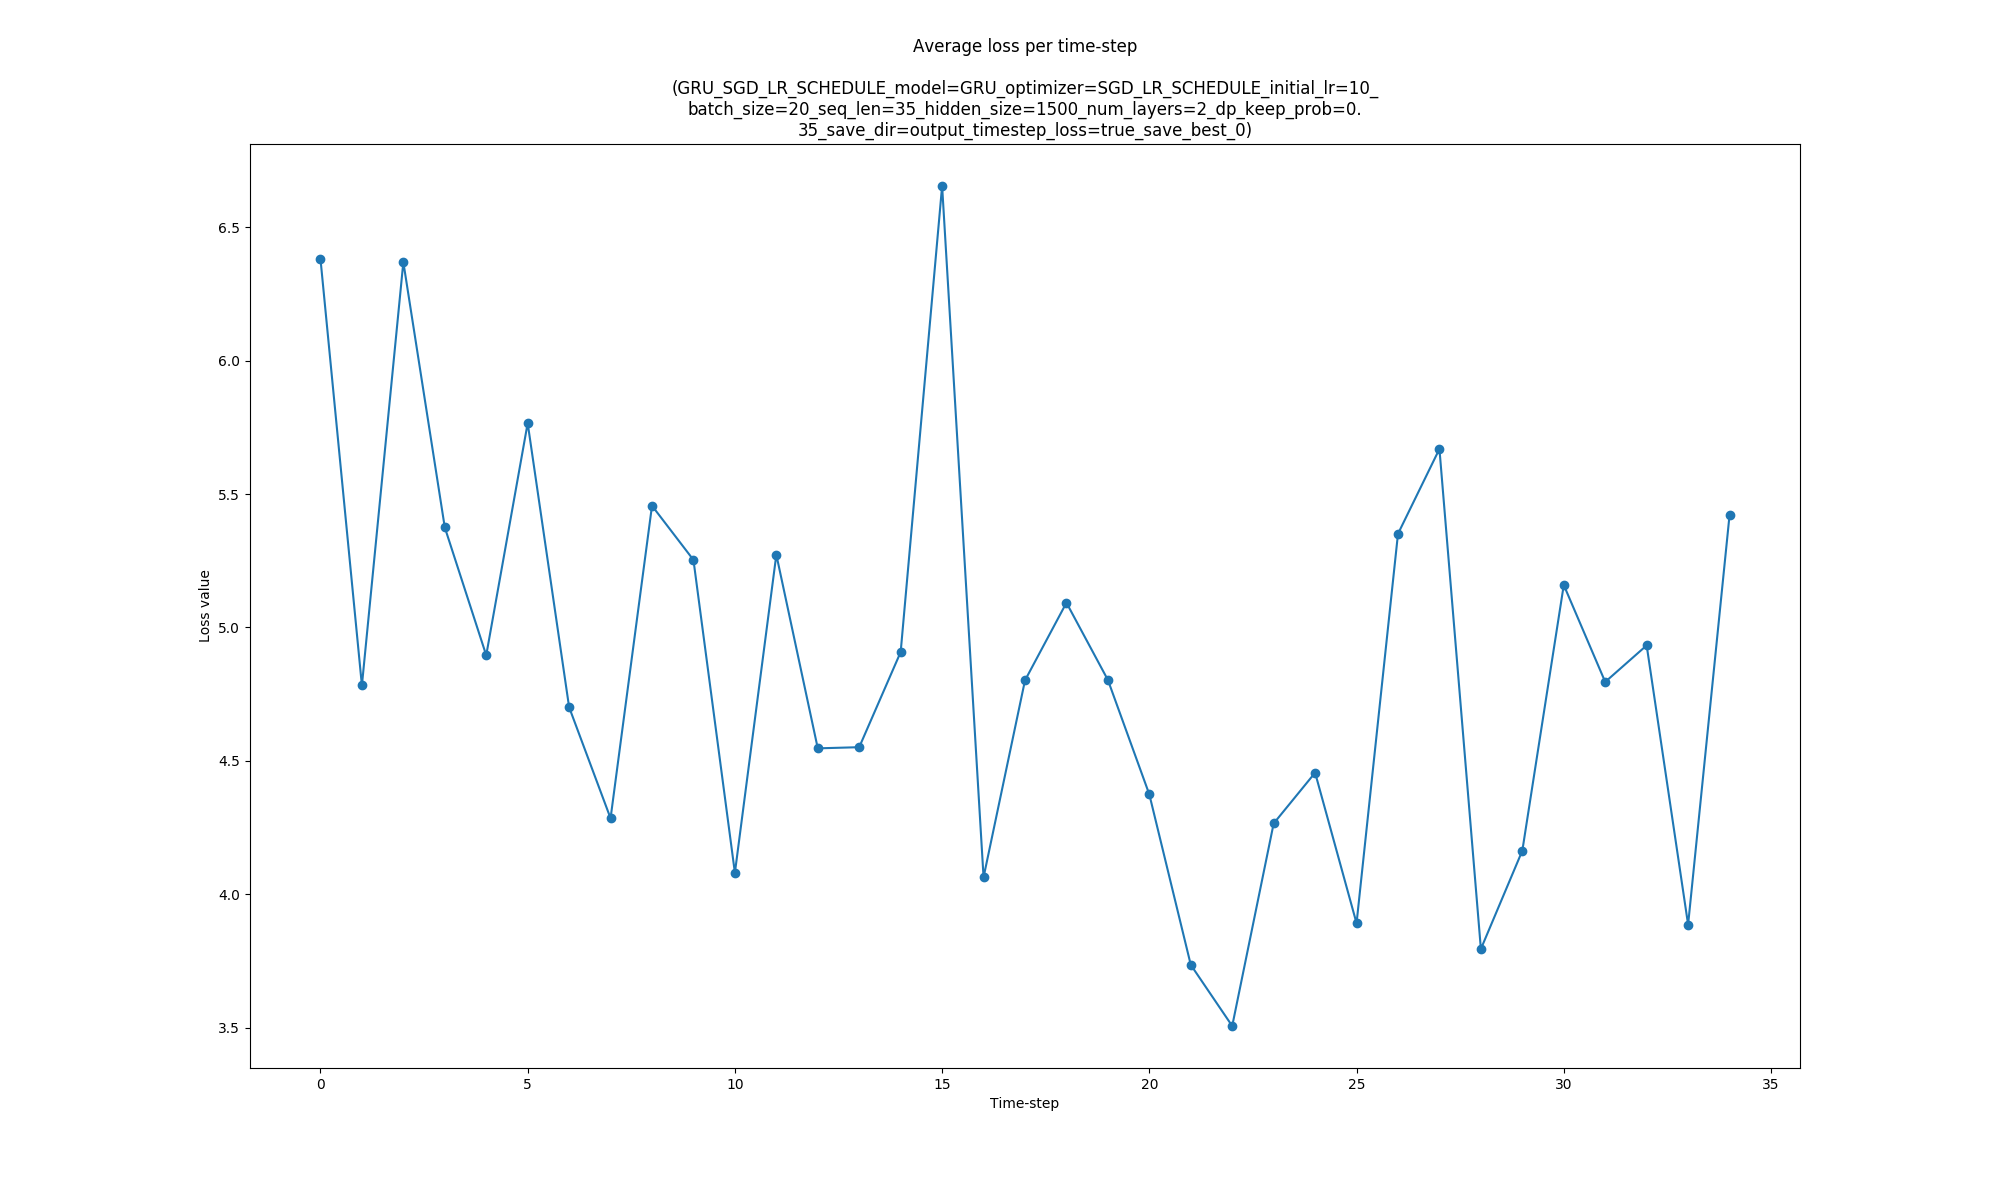 Average loss per time-step
(GRU_SGD_LR_SCHEDULE_model=GRU_optimizer=SGD_LR_SCHEDULE_initial_lr=10_
batch_size=20_seq_len=35_hidden_size=1500_num_layers=2_dp_keep_prob=0.
35_save_dir=output_timestep_loss=true_save_best_0)
6.5
6.0
5.5
5.0
4.5
4.0
3.5
Loss value
0 5 10 15 20 25 30 35
Time-step